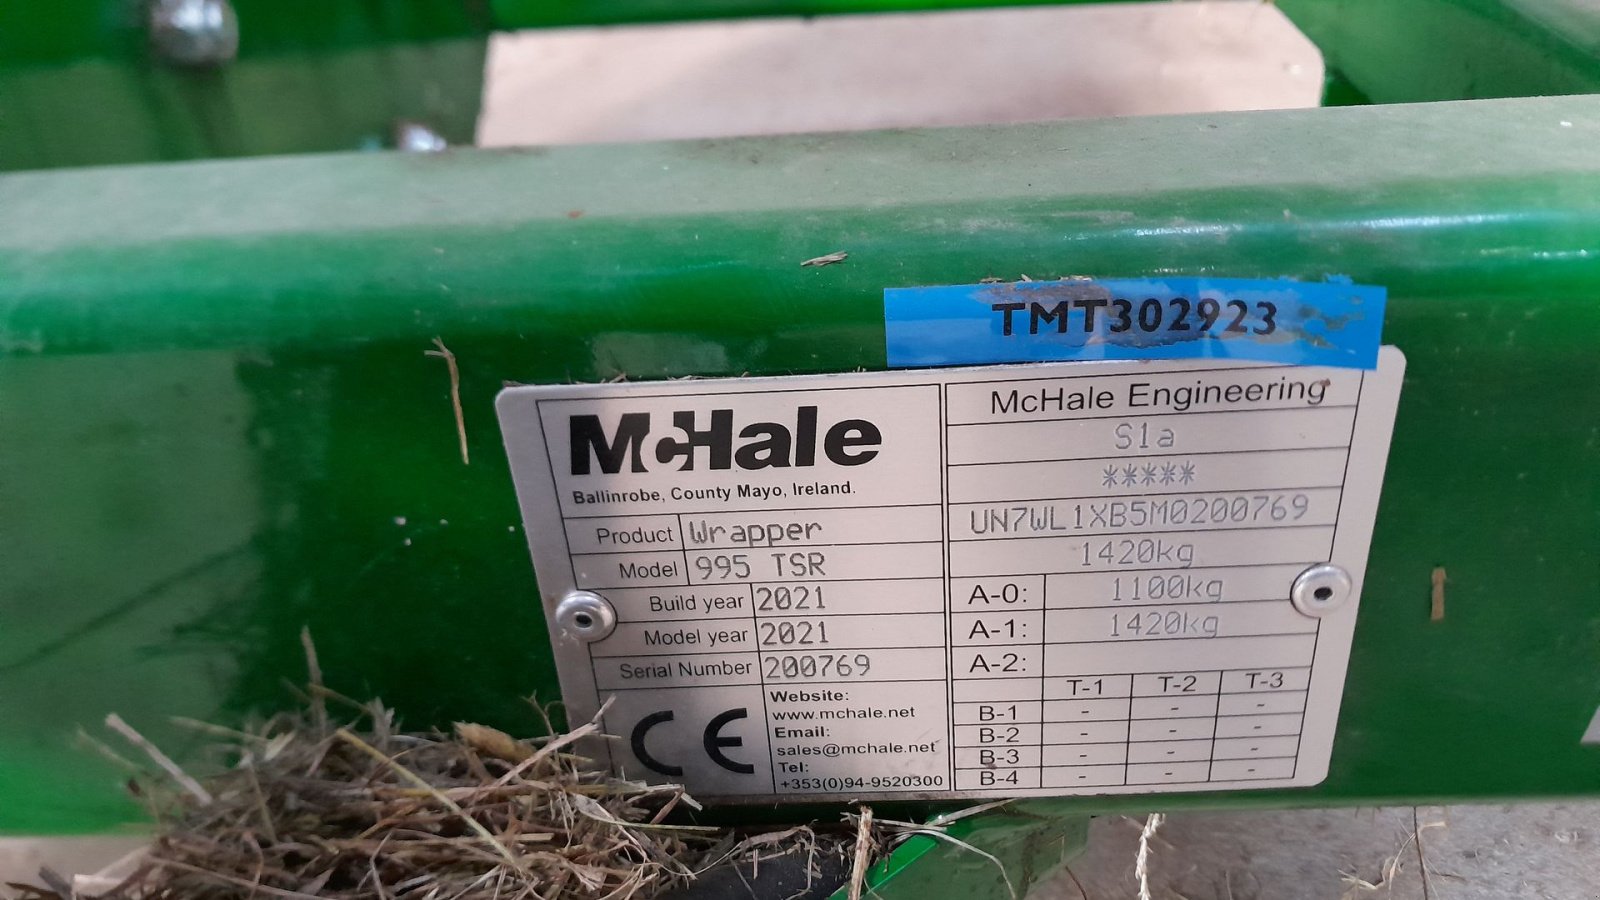 TMT302923
McHale
Ballinrobe, County Mayo, Ireland.
Product Wrapper
Model 995 TSR
Build year 2021
Model year 2021
Serial Number 200769
CE
Website:
www.mchale.net
Email:
sales@mchale.net
Tel:
+353(0)94-9520300
McHale Engineering
S1a
*****
UN7WL1XB5M0200769
1420kg
A-0: 1100kg
A-1: 1420kg
A-2:
T-1 T-2 T-3
B-1 - - -
B-2 - - -
B-3 - - -
B-4 - - -